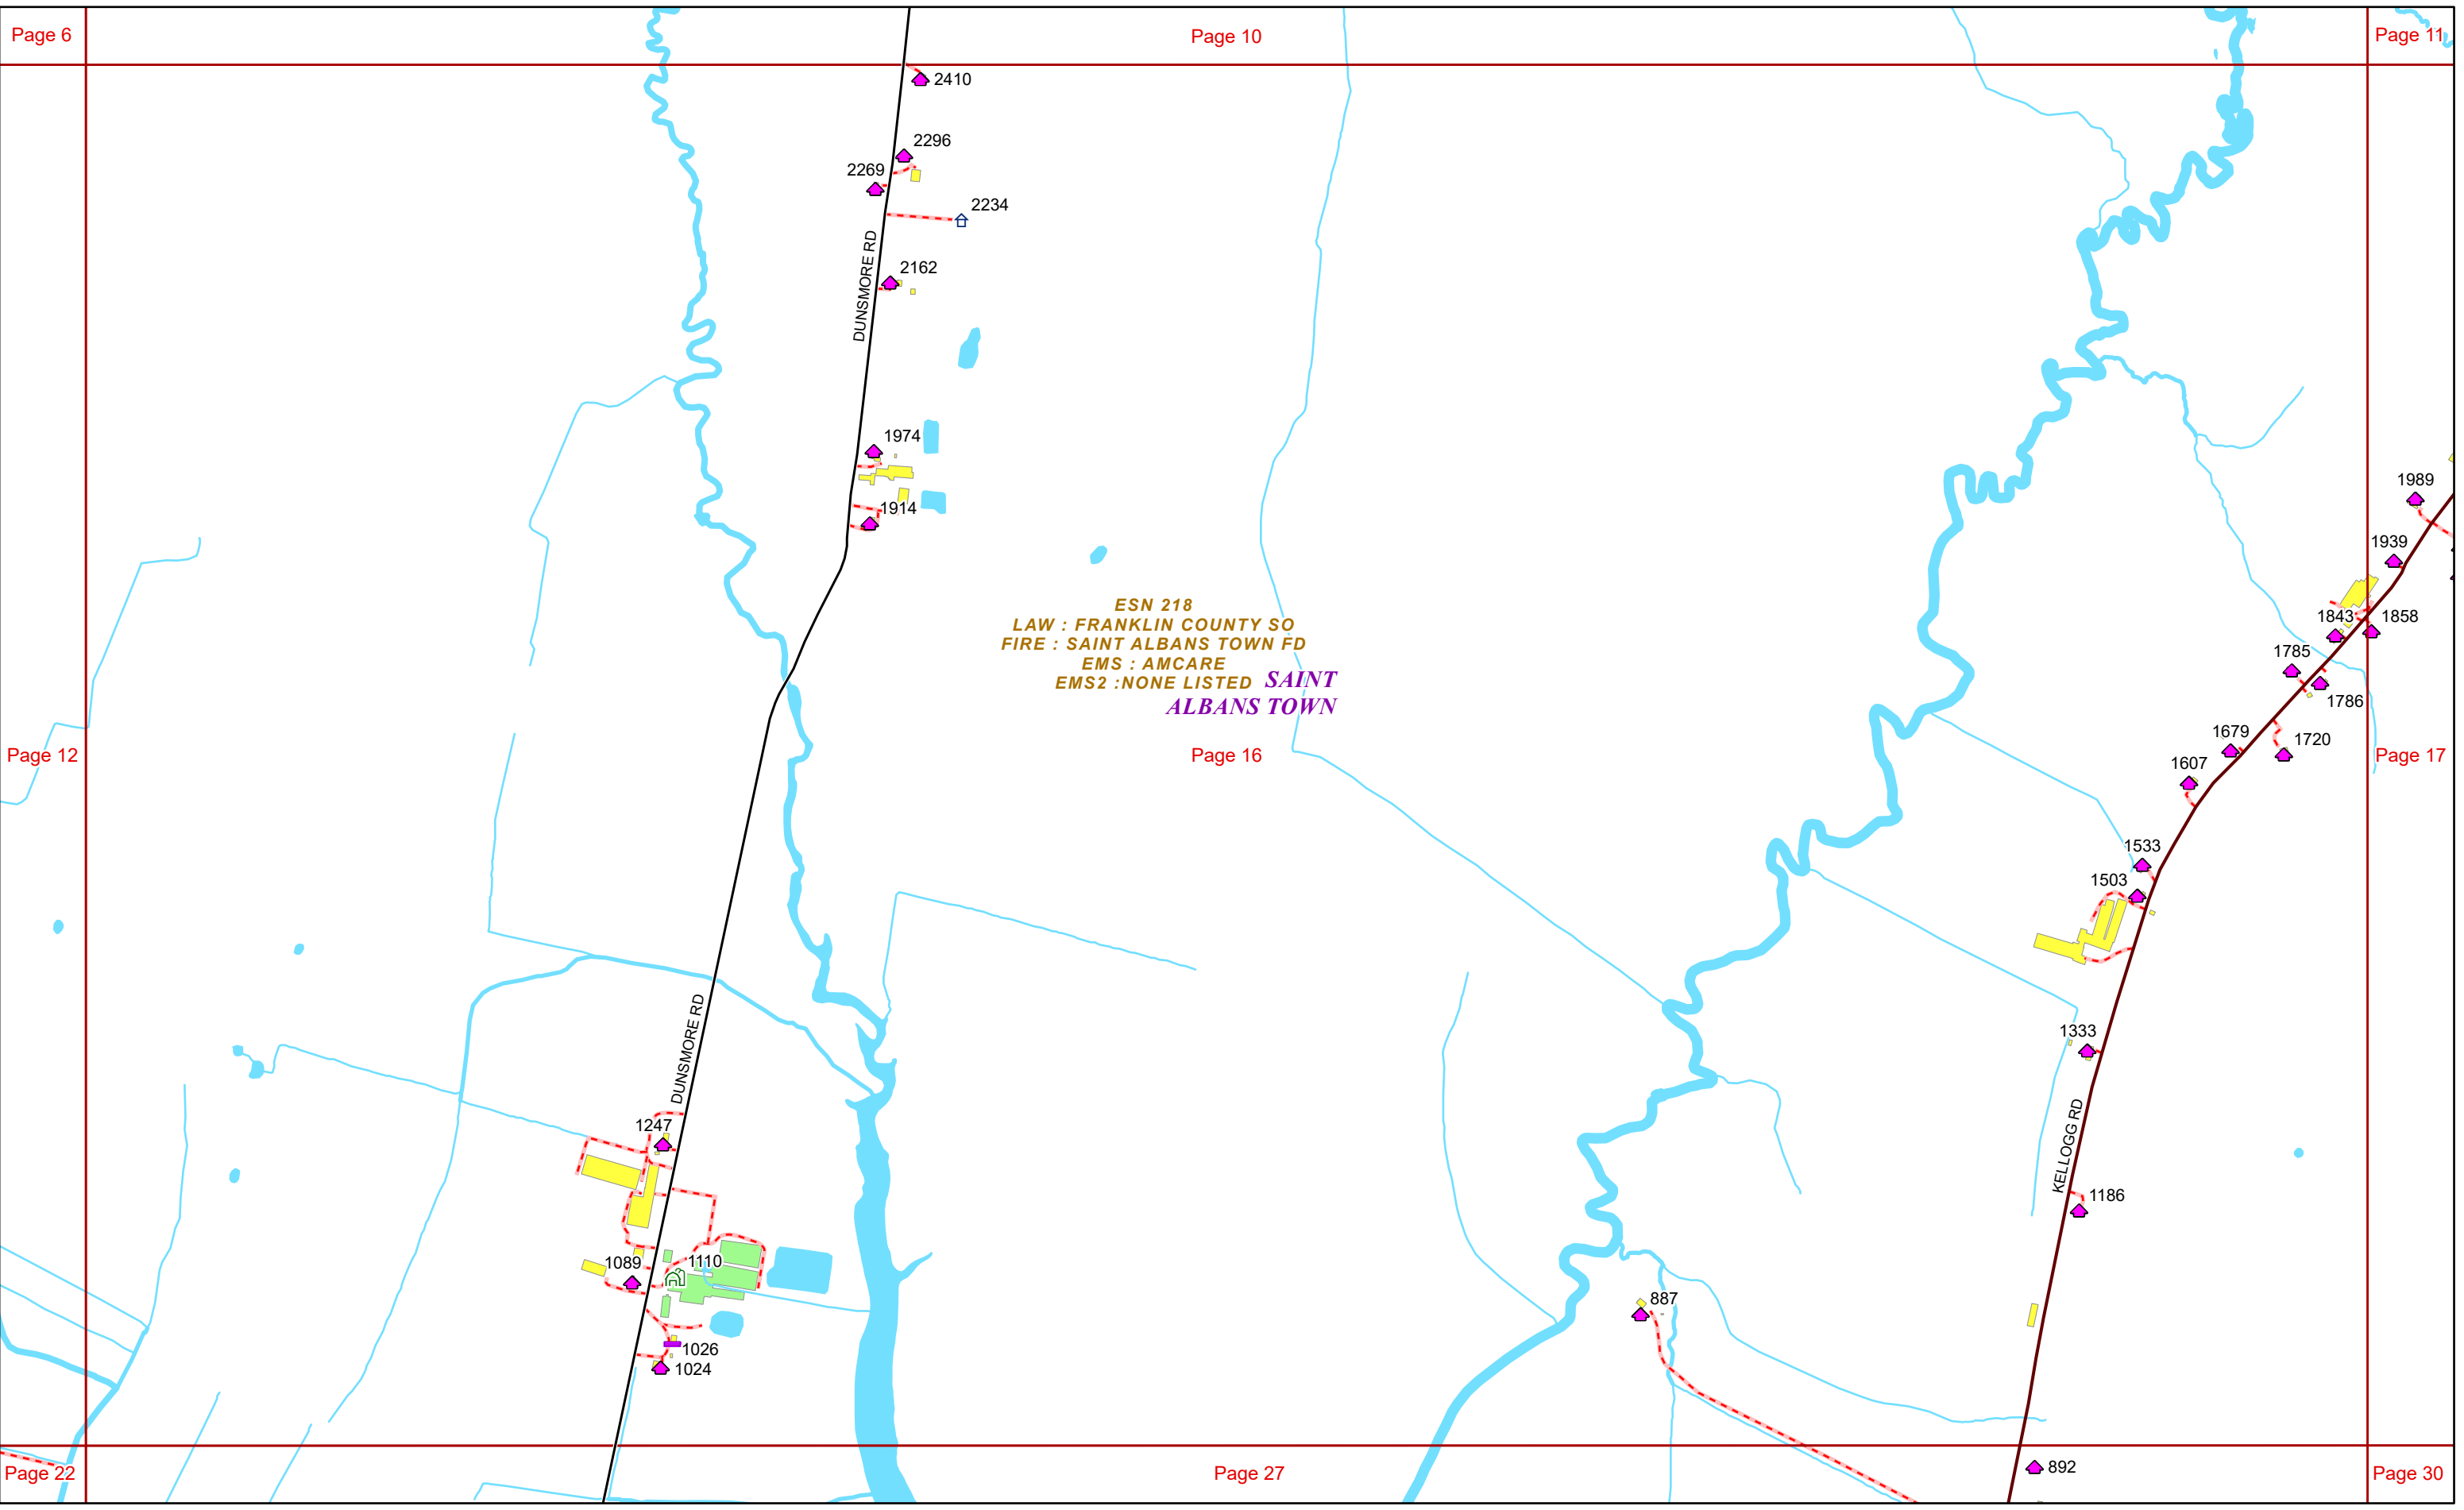 Page 6
Page 10
Page 11
2410
2296
2269
2234
DUNSMORE RD
2162
1974
1914
1989
1939
ESN 218
LAW : FRANKLIN COUNTY SO
FIRE : SAINT ALBANS TOWN FD
EMS : AMCARE
EMS2 :NONE LISTED
SAINT
ALBANS TOWN
1843
1858
1785
1786
1679
1720
Page 12
Page 16
Page 17
1607
1533
1503
DUNSMORE RD
1333
KELLOGG RD
1247
1186
1089
1110
887
1026
1024
Page 22
Page 27
892
Page 30